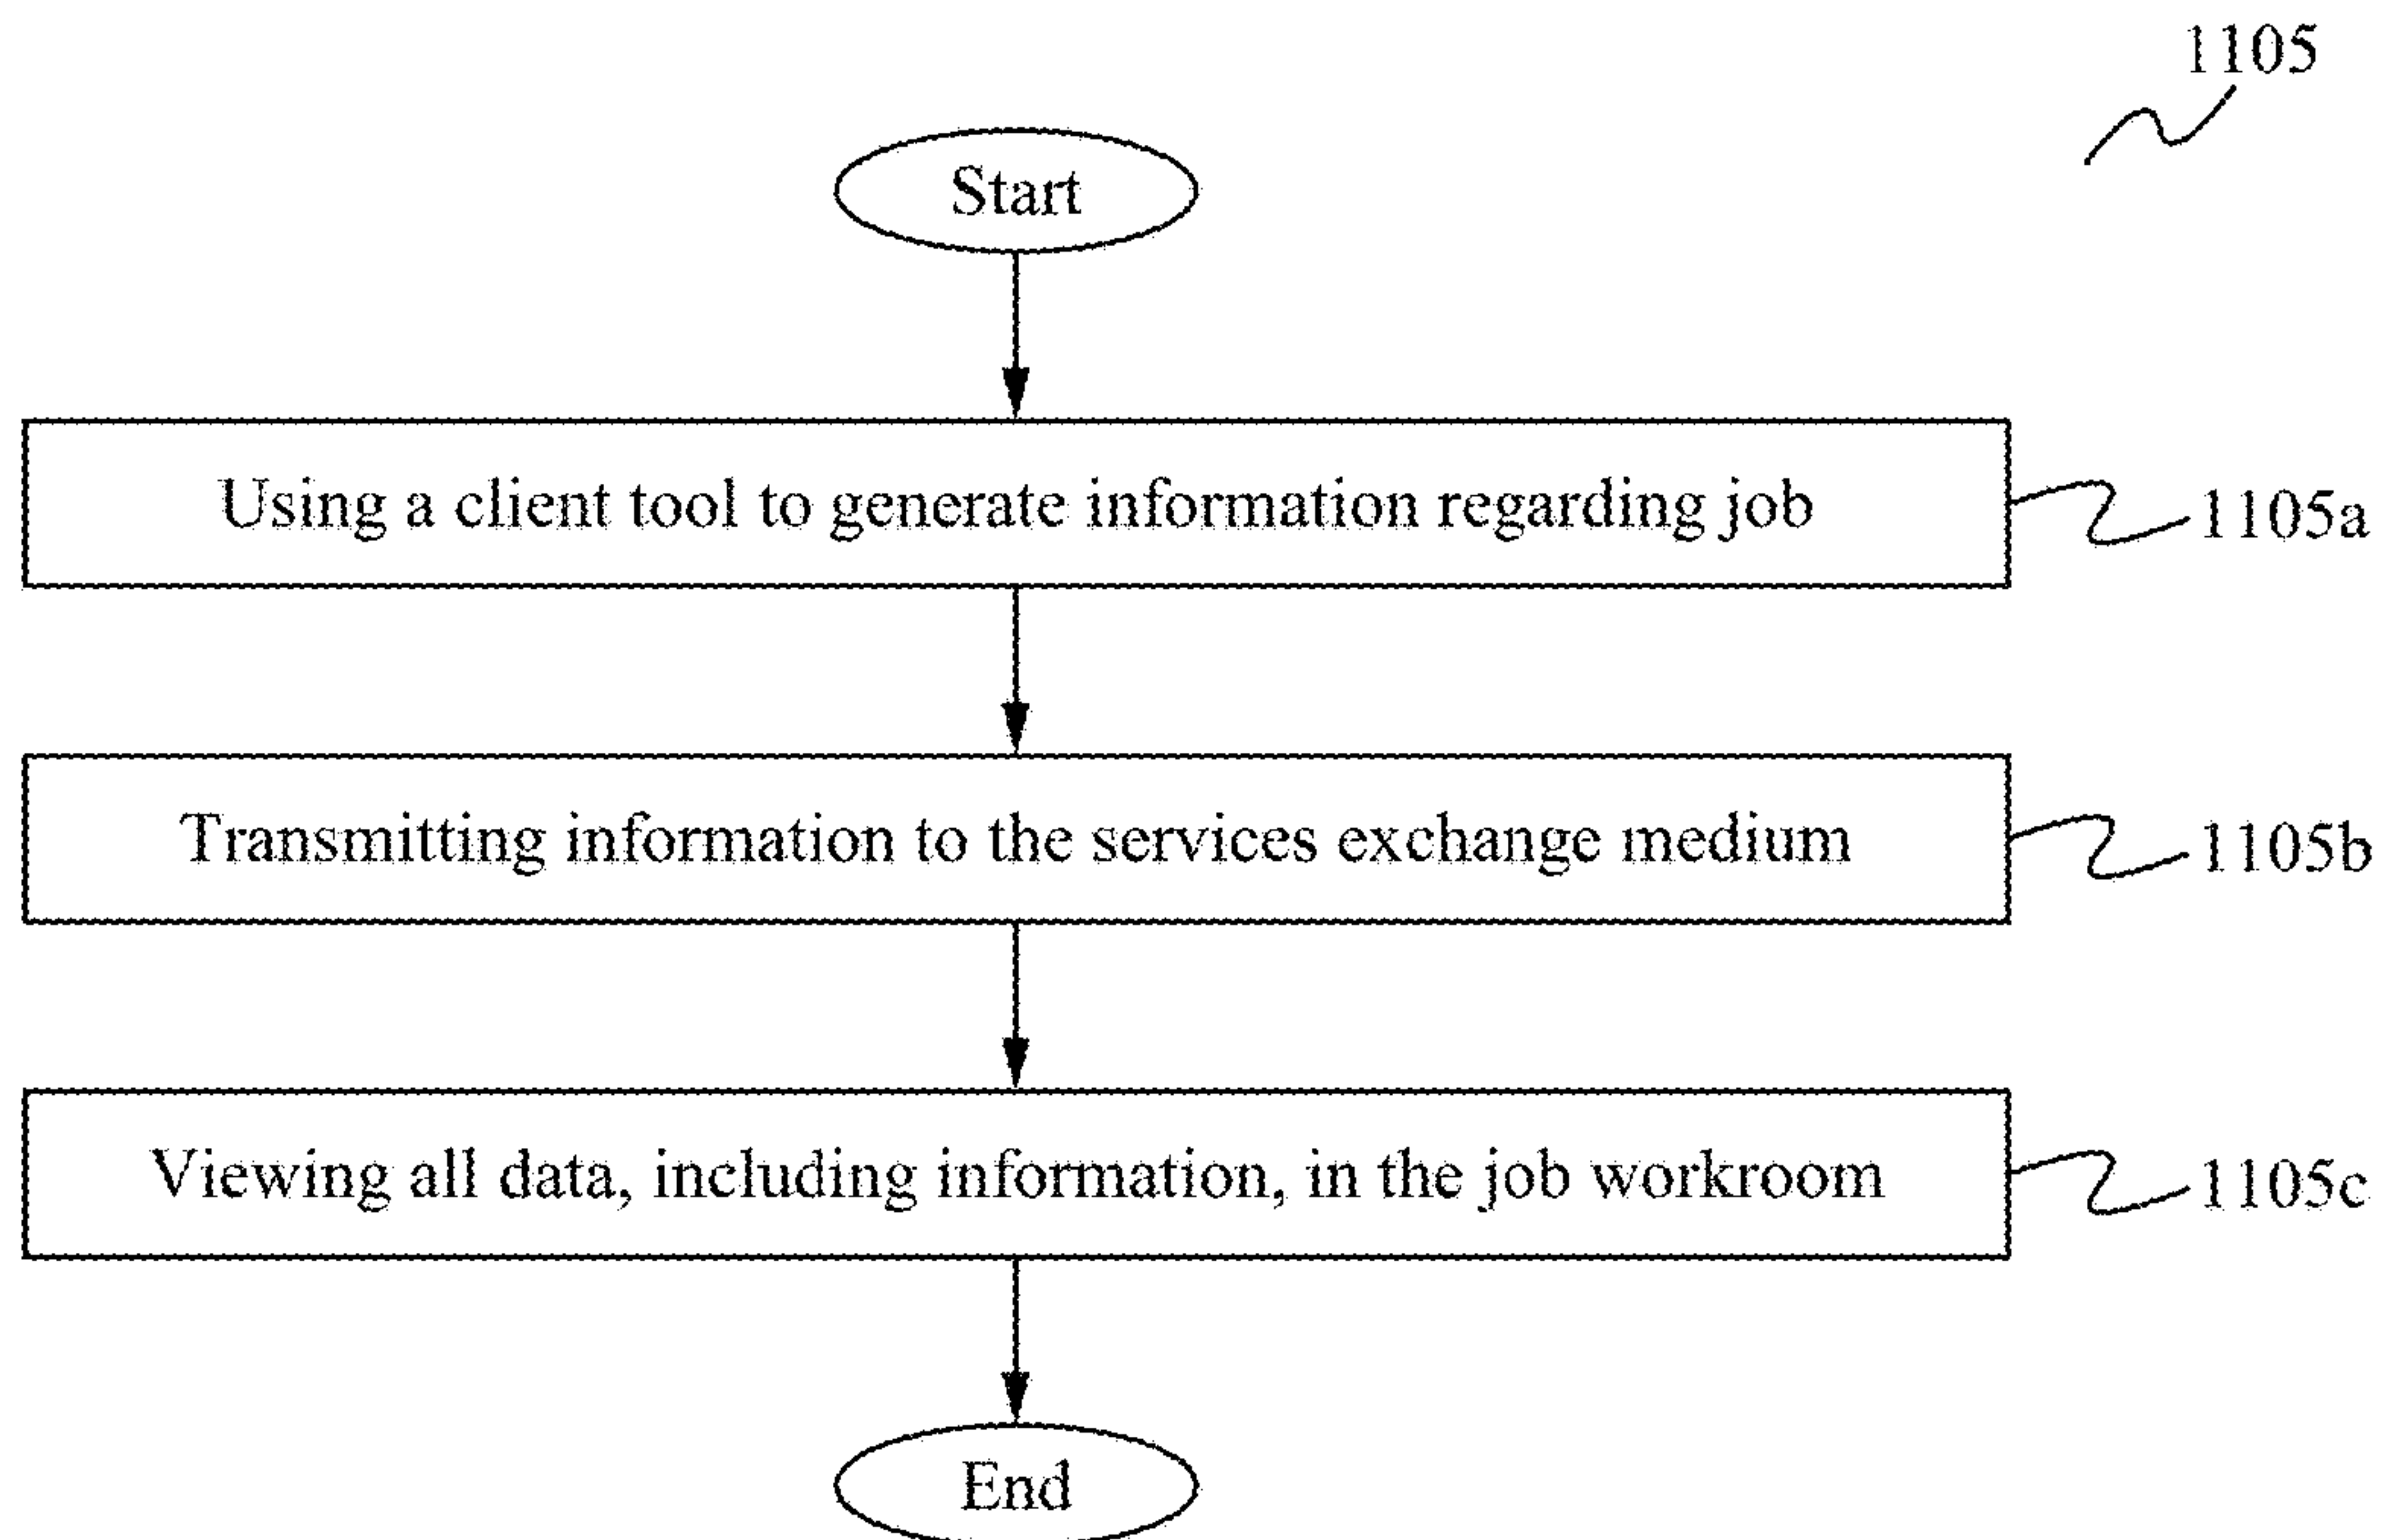 1105
Start
Using a client tool to generate information regarding job
1105a
Transmitting information to the services exchange medium
1105b
Viewing all data, including information, in the job workroom
1105c
End